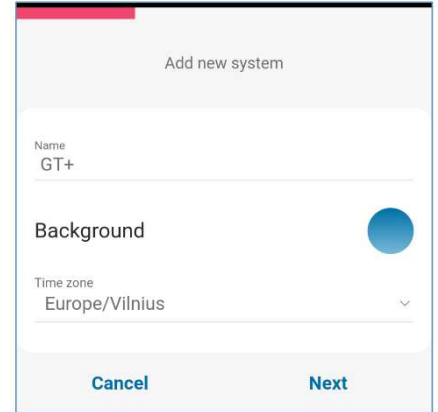 Add new system
Name
GT+
Background
Time zone
Europe/Vilnius
Cancel Next